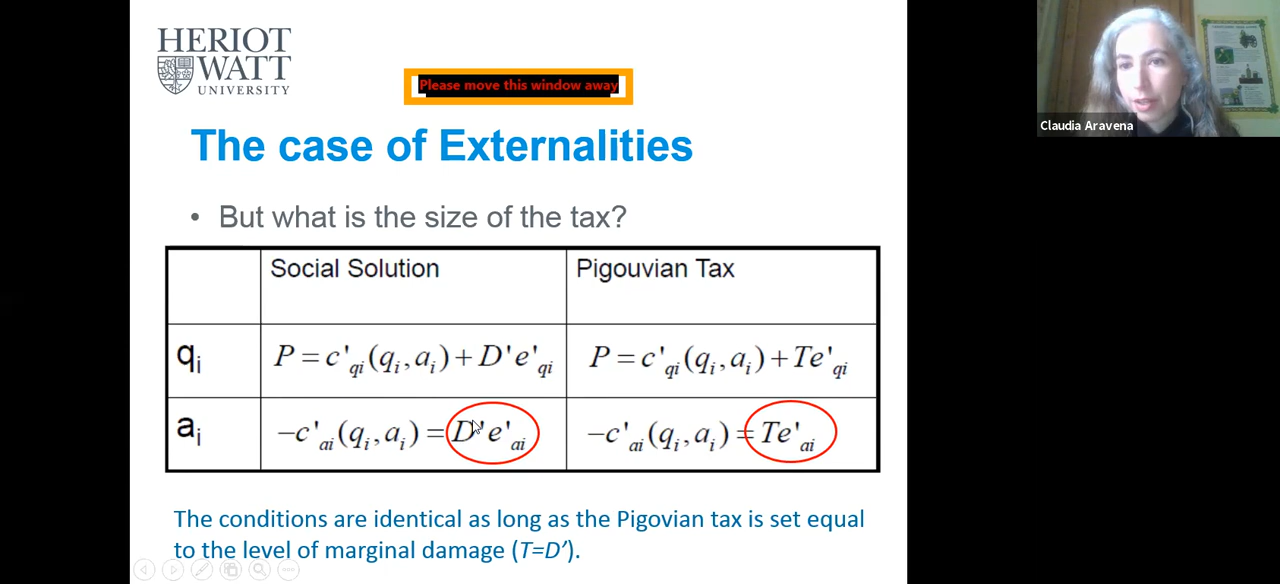 HERIOT
WATT
UNIVERSITY
Please move this window away
Claudia Aravena
The case of Externalities
• But what is the size of the tax?
Social Solution Pigouvian Tax
qi P = c'qi(qi, ai) + D'e'qi P = c'qi(qi, ai) + Te'qi
ai −c'ai(qi, ai) = D'e'ai −c'ai(qi, ai) = Te'ai
The conditions are identical as long as the Pigovian tax is set equal
to the level of marginal damage (T=D’).